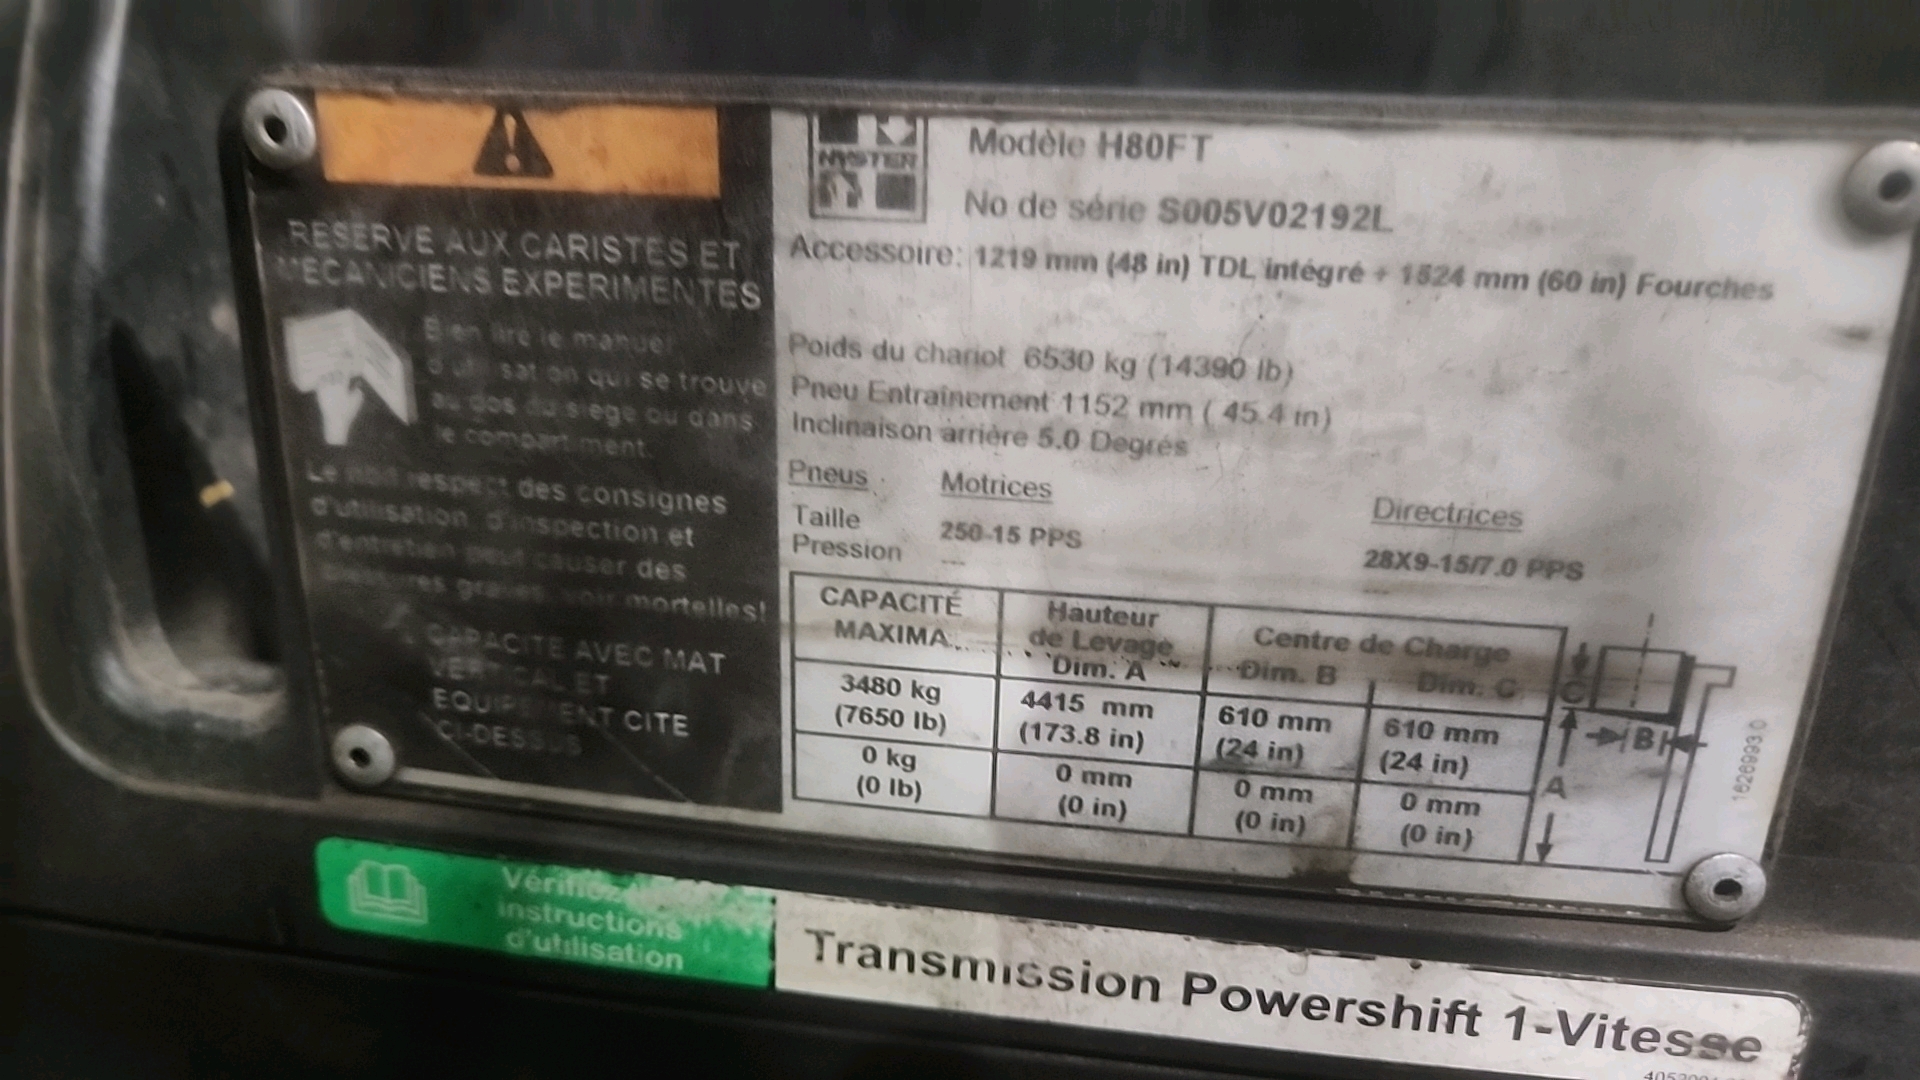 RESERVE AUX CARISTES ET
MECANICIENS EXPERIMENTES
Bien lire le manuel
d'utilisation qui se trouve
au dos du siege ou dans
le compartiment.
Le non respect des consignes
d'utilisation d'inspection et
d'entretien peut causer des
blessures graves voir mortelles!
CAPACITE AVEC MAT
VERTICAL ET
EQUIPEMENT CITE
CI-DESSUS
HYSTER
Modèle H80FT
No de série S005V02192L
Accessoire: 1219 mm (48 in) TDL intégré + 1524 mm (60 in) Fourches
Poids du chariot 6530 kg (14390 lb)
Pneu Entraînement 1152 mm ( 45.4 in)
Inclinaison arrière 5.0 Degrés
Pneus Motrices Directrices
Taille 250-15 PPS 28X9-15/7.0 PPS
Pression --- ---
CAPACITÉ MAXIMA
Hauteur de Levage Dim. A
Centre de Charge
Dim. B Dim. C
3480 kg 4415 mm 610 mm 610 mm
(7650 lb) (173.8 in) (24 in) (24 in)
0 kg 0 mm 0 mm 0 mm
(0 lb) (0 in) (0 in) (0 in)
C
B
A
1626993.0
Vérifiez
instructions
d'utilisation
Transmission Powershift 1-Vitesse